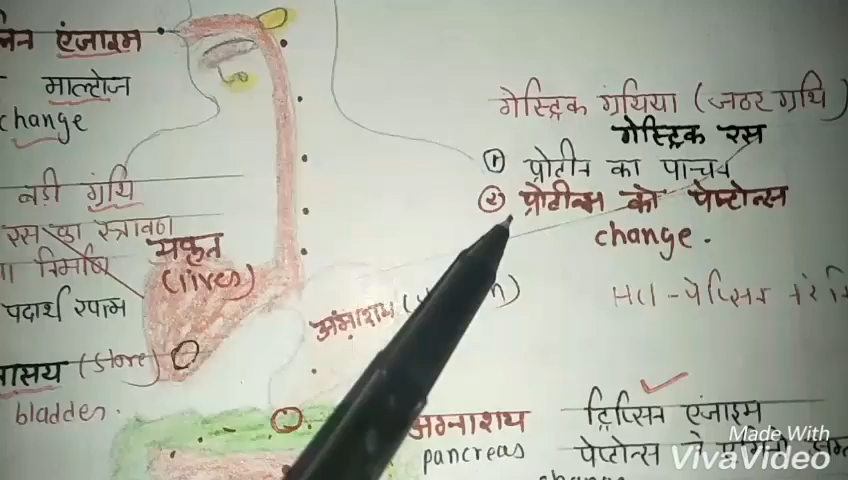 एंजाइम
माल्टोज
change
बड़ी ग्रंथि
रस का स्त्रावण
पदार्थ
(store)
bladder.
यकृत
(liver)
गैस्ट्रिक ग्रंथिया (जठर ग्रंथि)
गैस्ट्रिक रस
① प्रोटीन का पाचन
② प्रोटीन्स को पेप्टोन्स
change.
HCl - पेप्सिन
आमाशय
अग्नाशय
pancreas
ट्रिप्सिन एंजाइम
पेप्टोन्स
change
Made With
VivaVideo